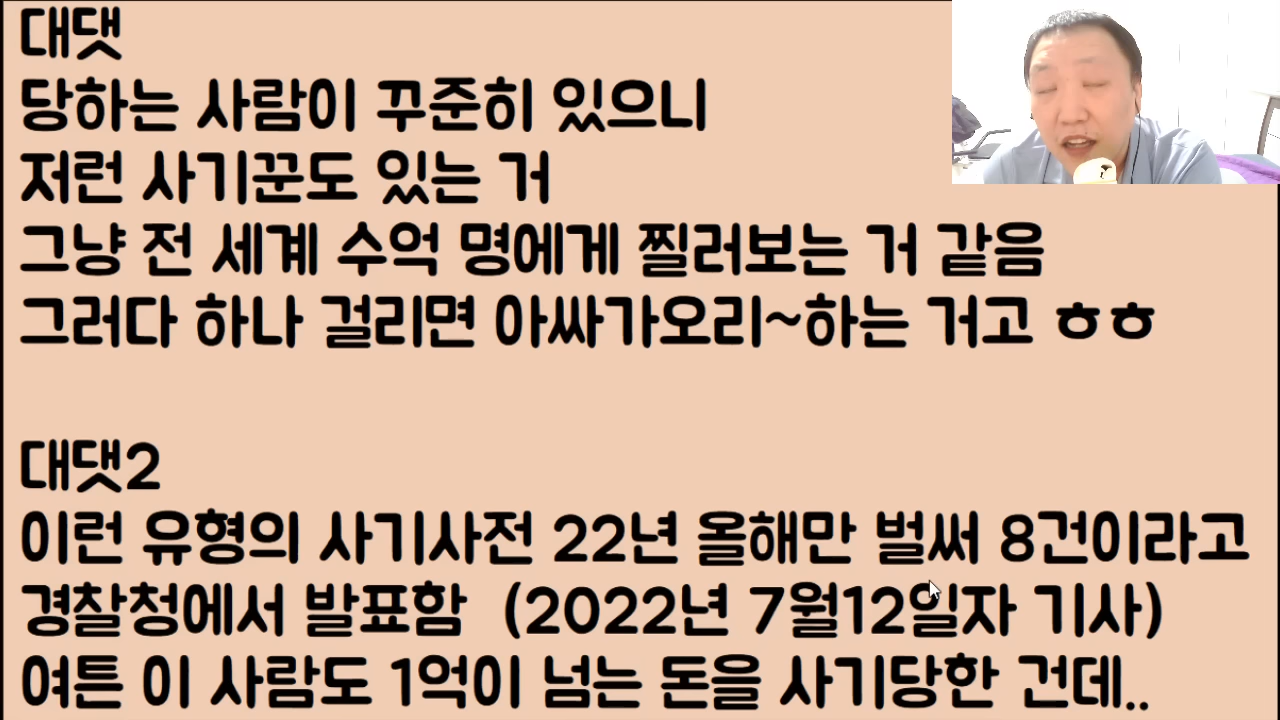 대댓
당하는 사람이 꾸준히 있으니
저런 사기꾼도 있는 거
그냥 전 세계 수억 명에게 찔러보는 거 같음
그러다 하나 걸리면 아싸가오리~하는 거고 ㅎㅎ
대댓2
이런 유형의 사기사전 22년 올해만 벌써 8건이라고
경찰청에서 발표함 (2022년 7월12일자 기사)
여튼 이 사람도 1억이 넘는 돈을 사기당한 건데..